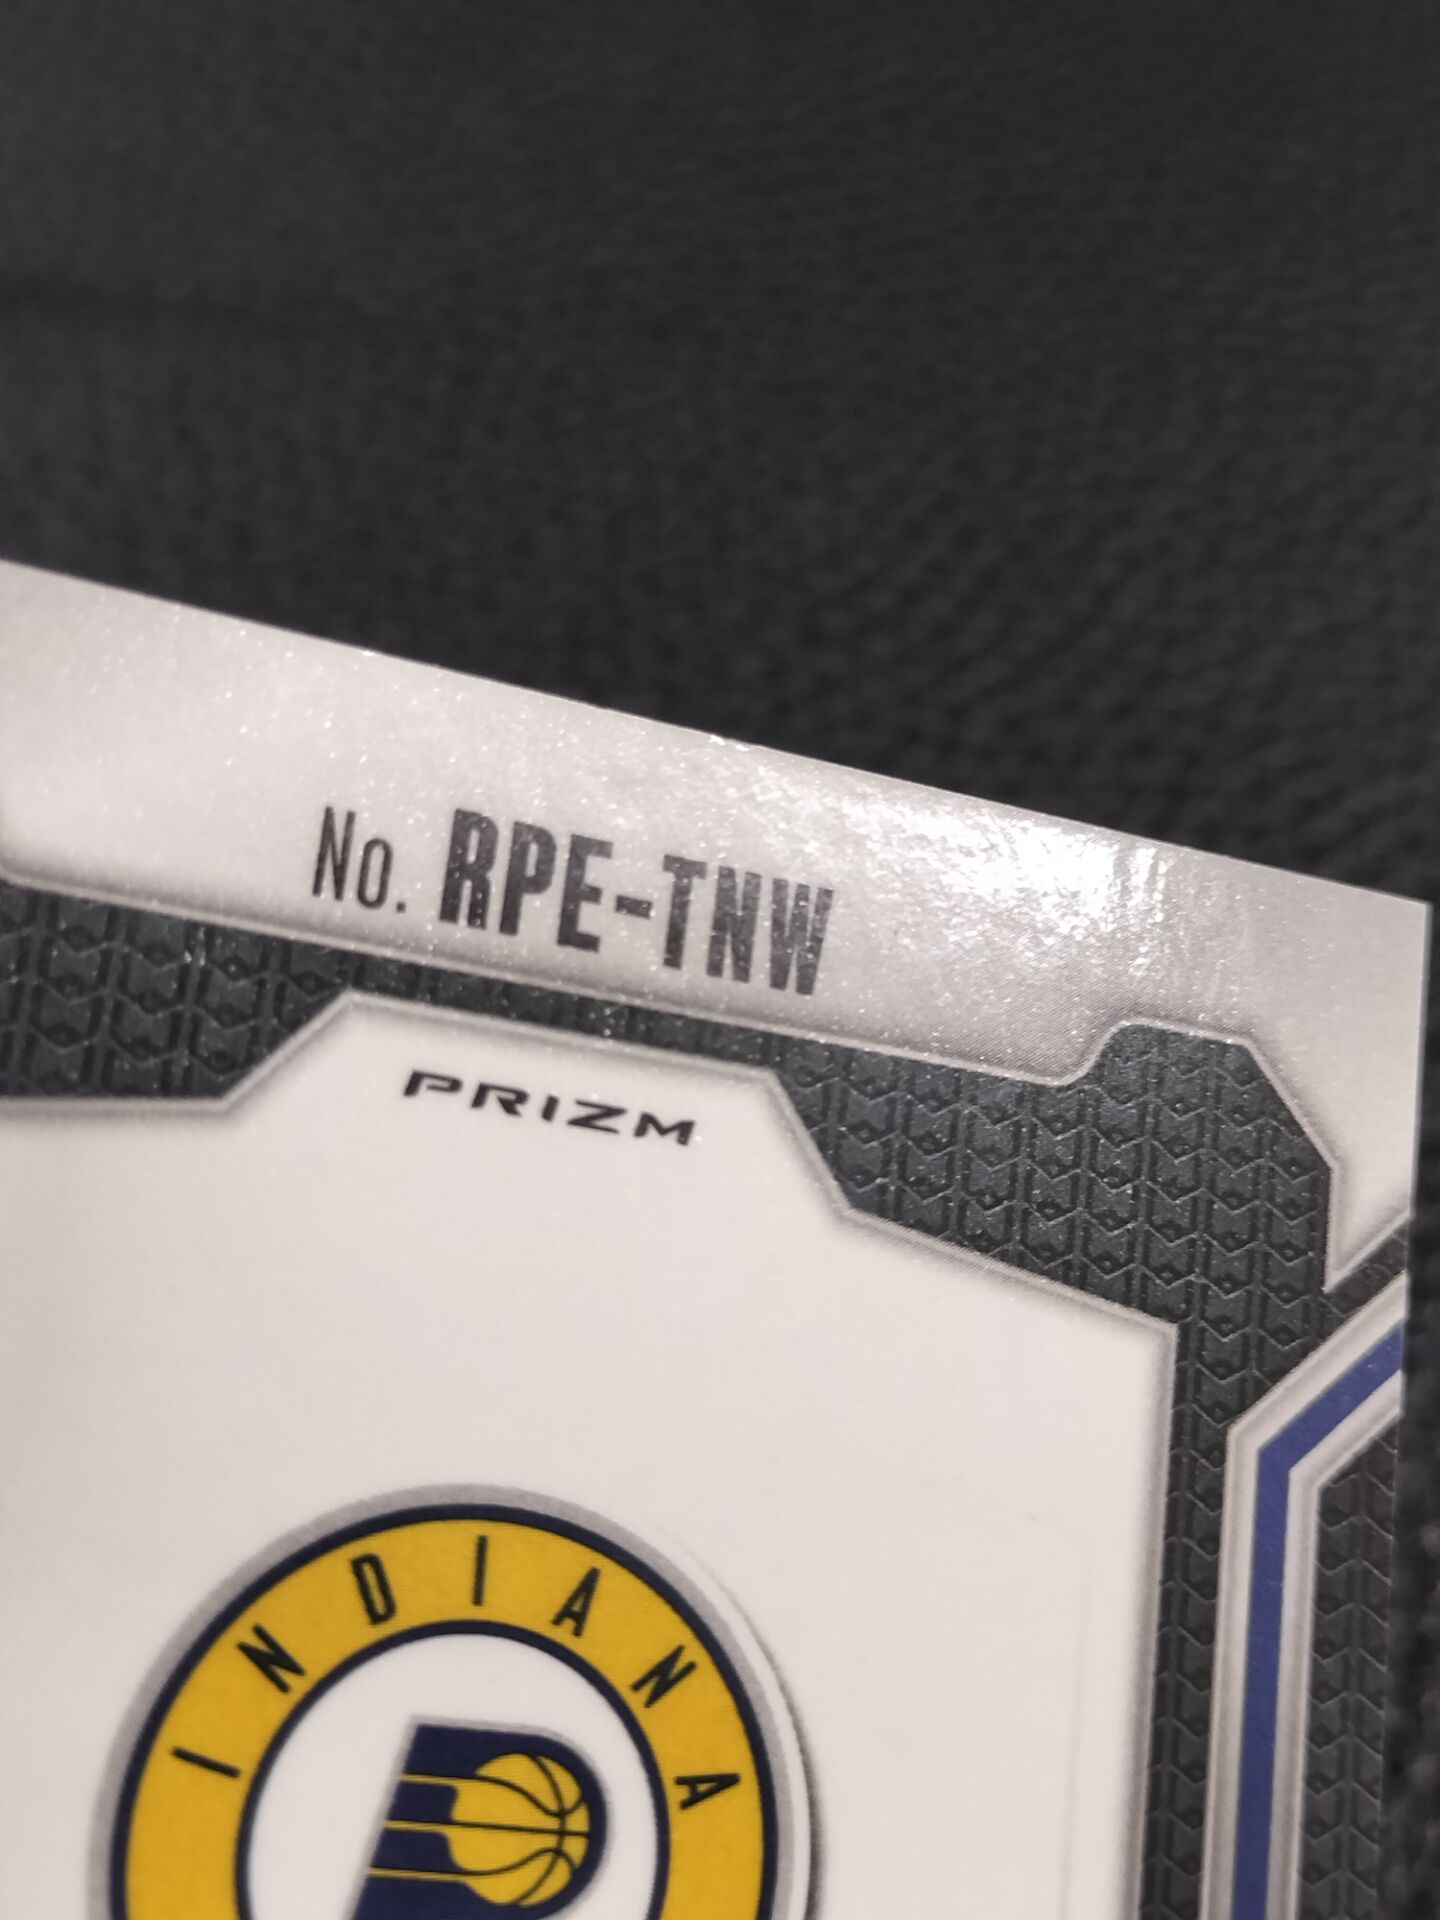 No. RPE-TNW
PRIZM
INDIANA